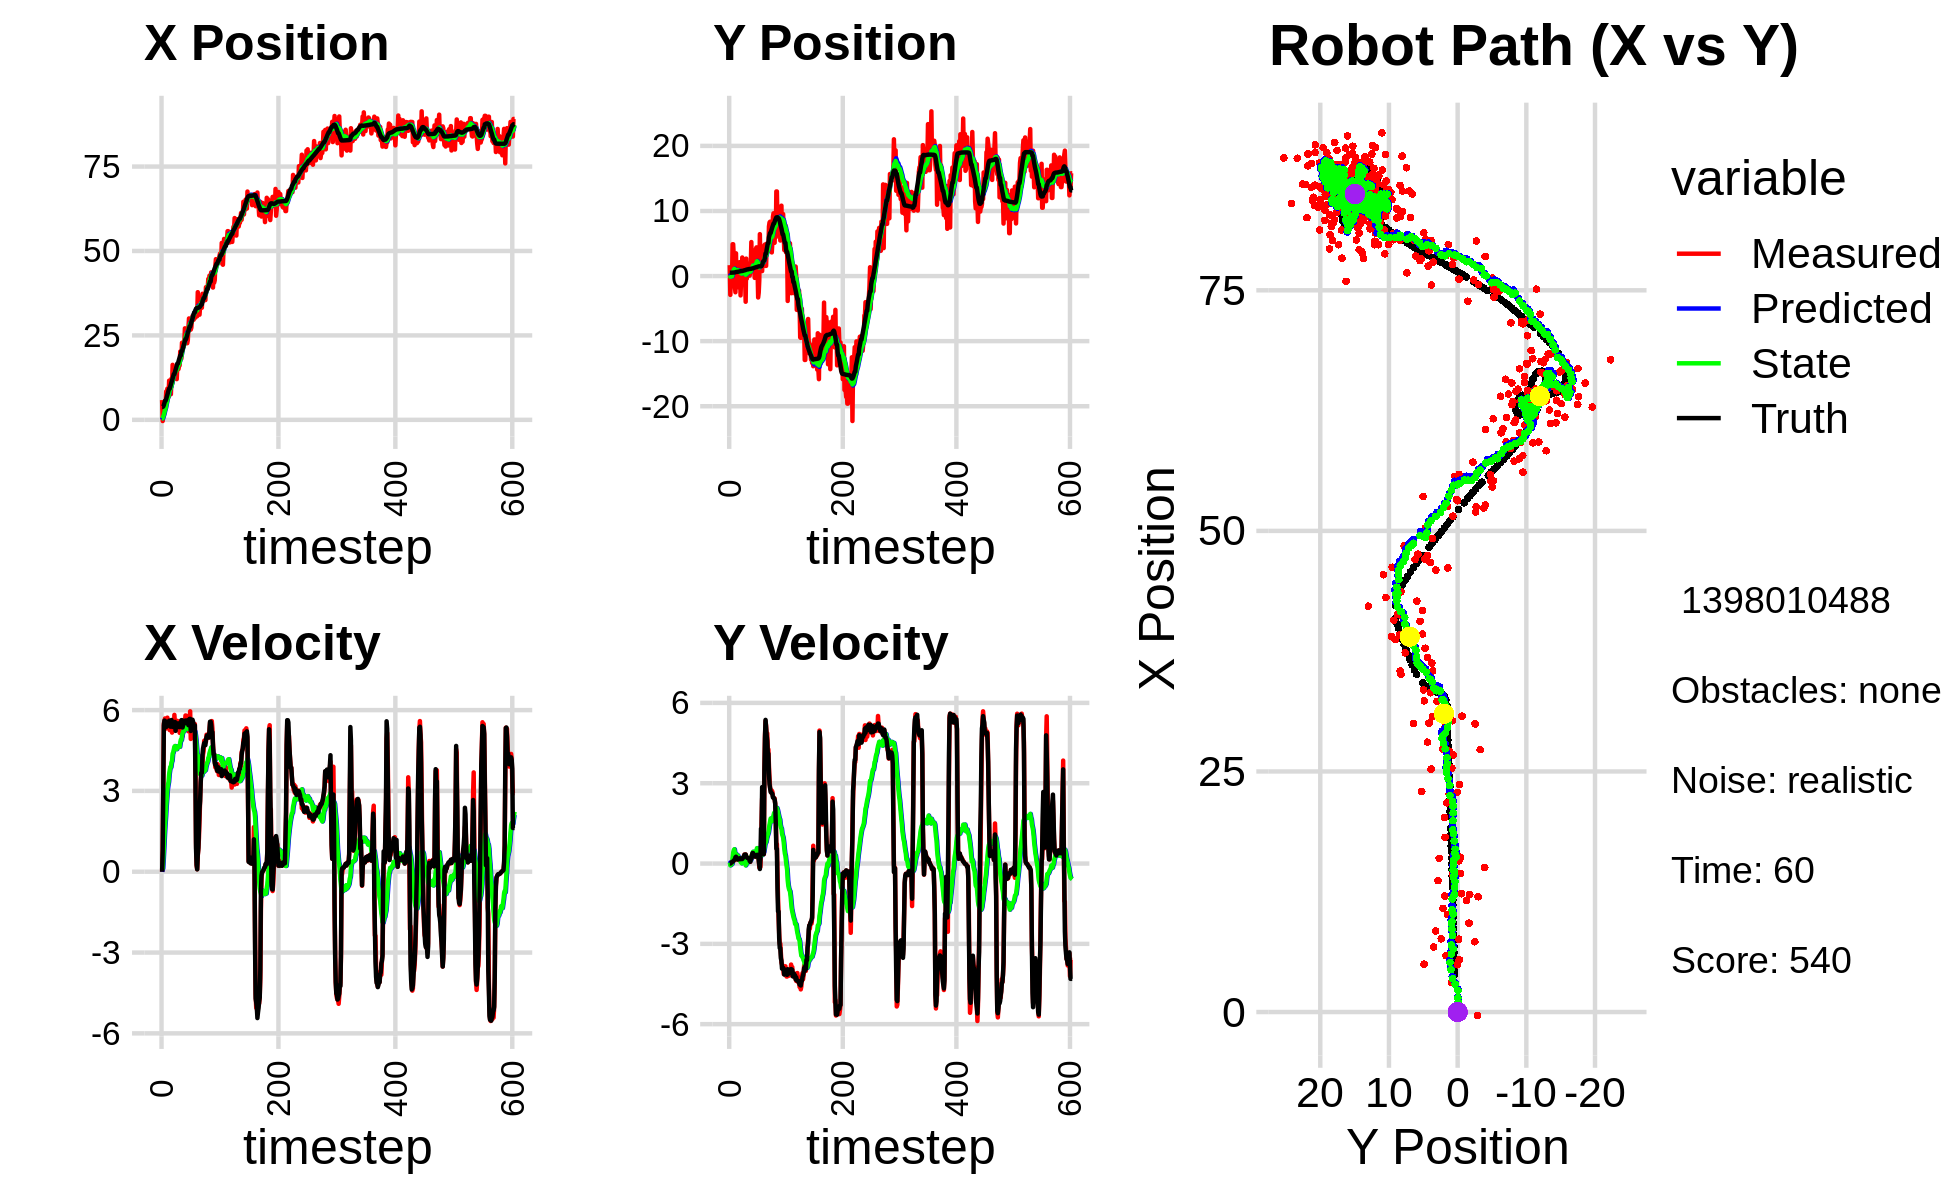 X Position
75
50
25
0
0
200
400
600
timestep
Y Position
20
10
0
-10
-20
0
200
400
600
timestep
X Velocity
6
3
0
-3
-6
0
200
400
600
timestep
Y Velocity
6
3
0
-3
-6
0
200
400
600
timestep
Robot Path (X vs Y)
X Position
75
50
25
0
20 10 0 -10 -20
Y Position
variable
Measured
Predicted
State
Truth
1398010488
Obstacles: none
Noise: realistic
Time: 60
Score: 540